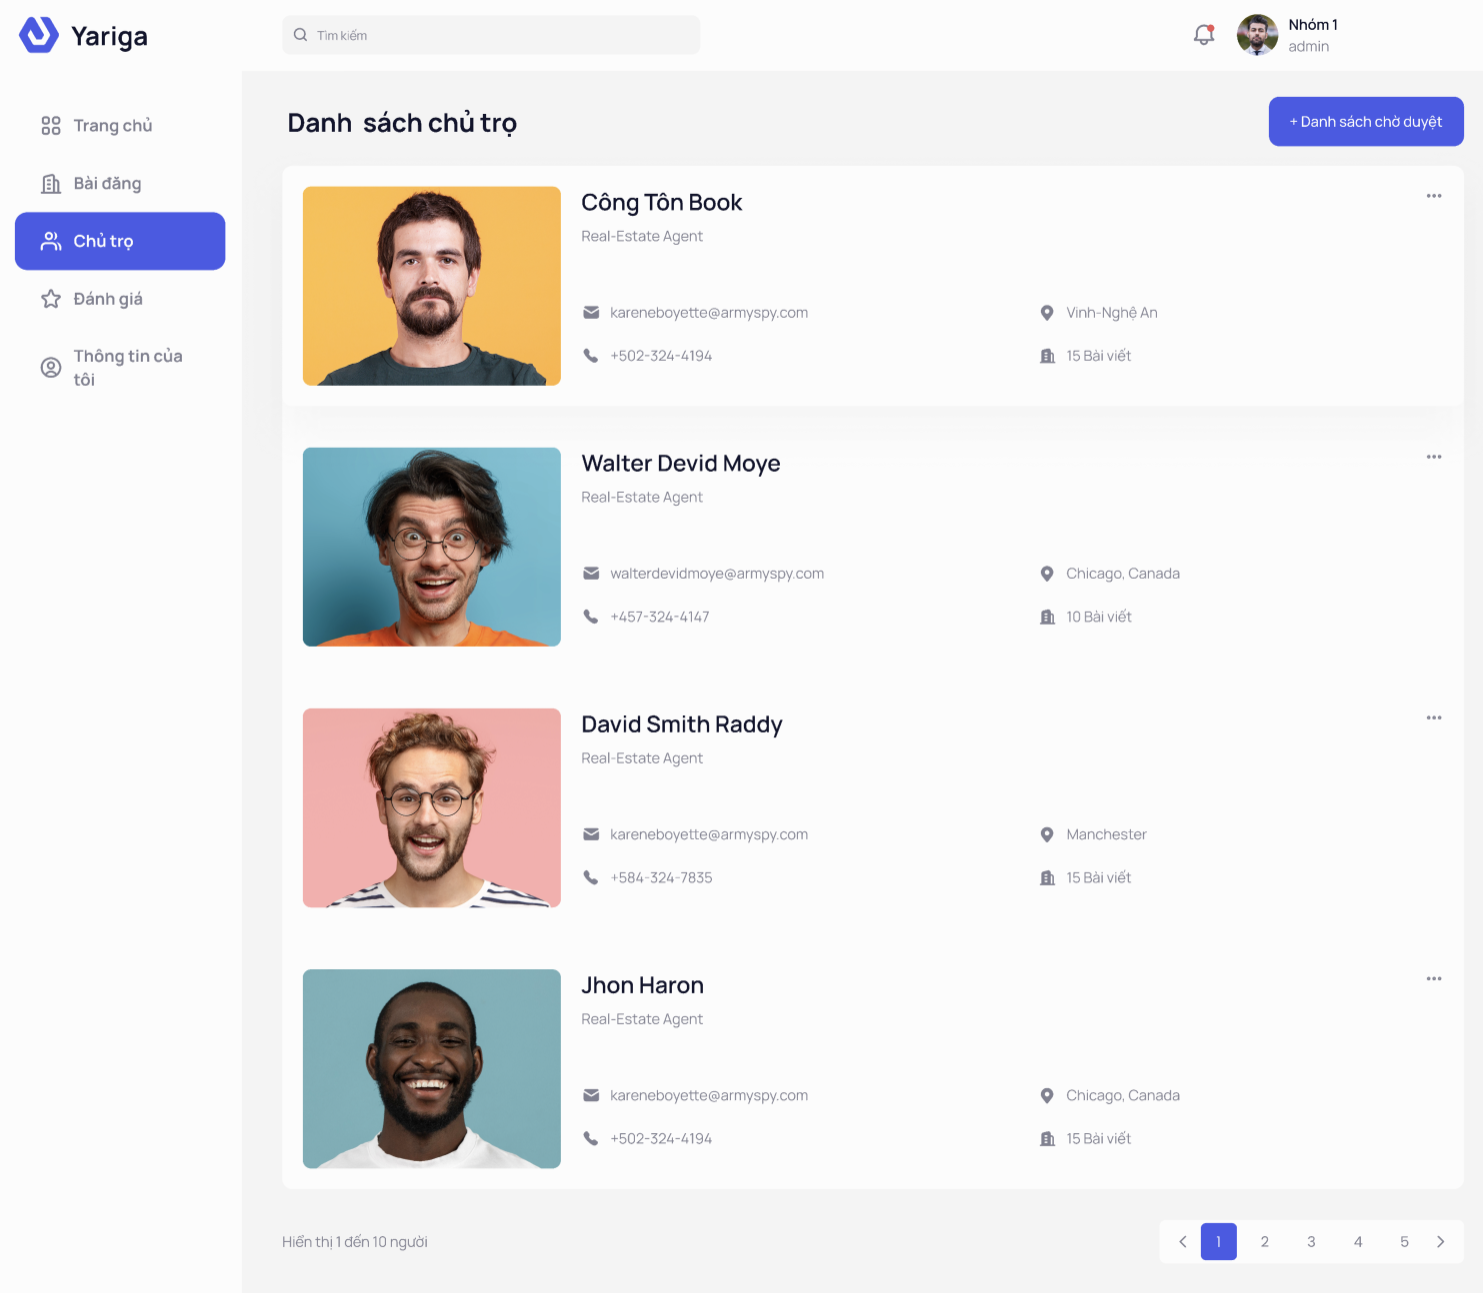 Yariga
Tìm kiếm
Nhóm 1
admin
Trang chủ
Bài đăng
Chủ trọ
Đánh giá
Thông tin của
tôi
Danh sách chủ trọ
+ Danh sách chờ duyệt
Công Tôn Book
Real-Estate Agent
kareneboyette@armyspy.com
Vinh-Nghệ An
+502-324-4194
15 Bài viết
Walter Devid Moye
Real-Estate Agent
walterdevidmoye@armyspy.com
Chicago, Canada
+457-324-4147
10 Bài viết
David Smith Raddy
Real-Estate Agent
kareneboyette@armyspy.com
Manchester
+584-324-7835
15 Bài viết
Jhon Haron
Real-Estate Agent
kareneboyette@armyspy.com
Chicago, Canada
+502-324-4194
15 Bài viết
Hiển thị 1 đến 10 người
1 2 3 4 5